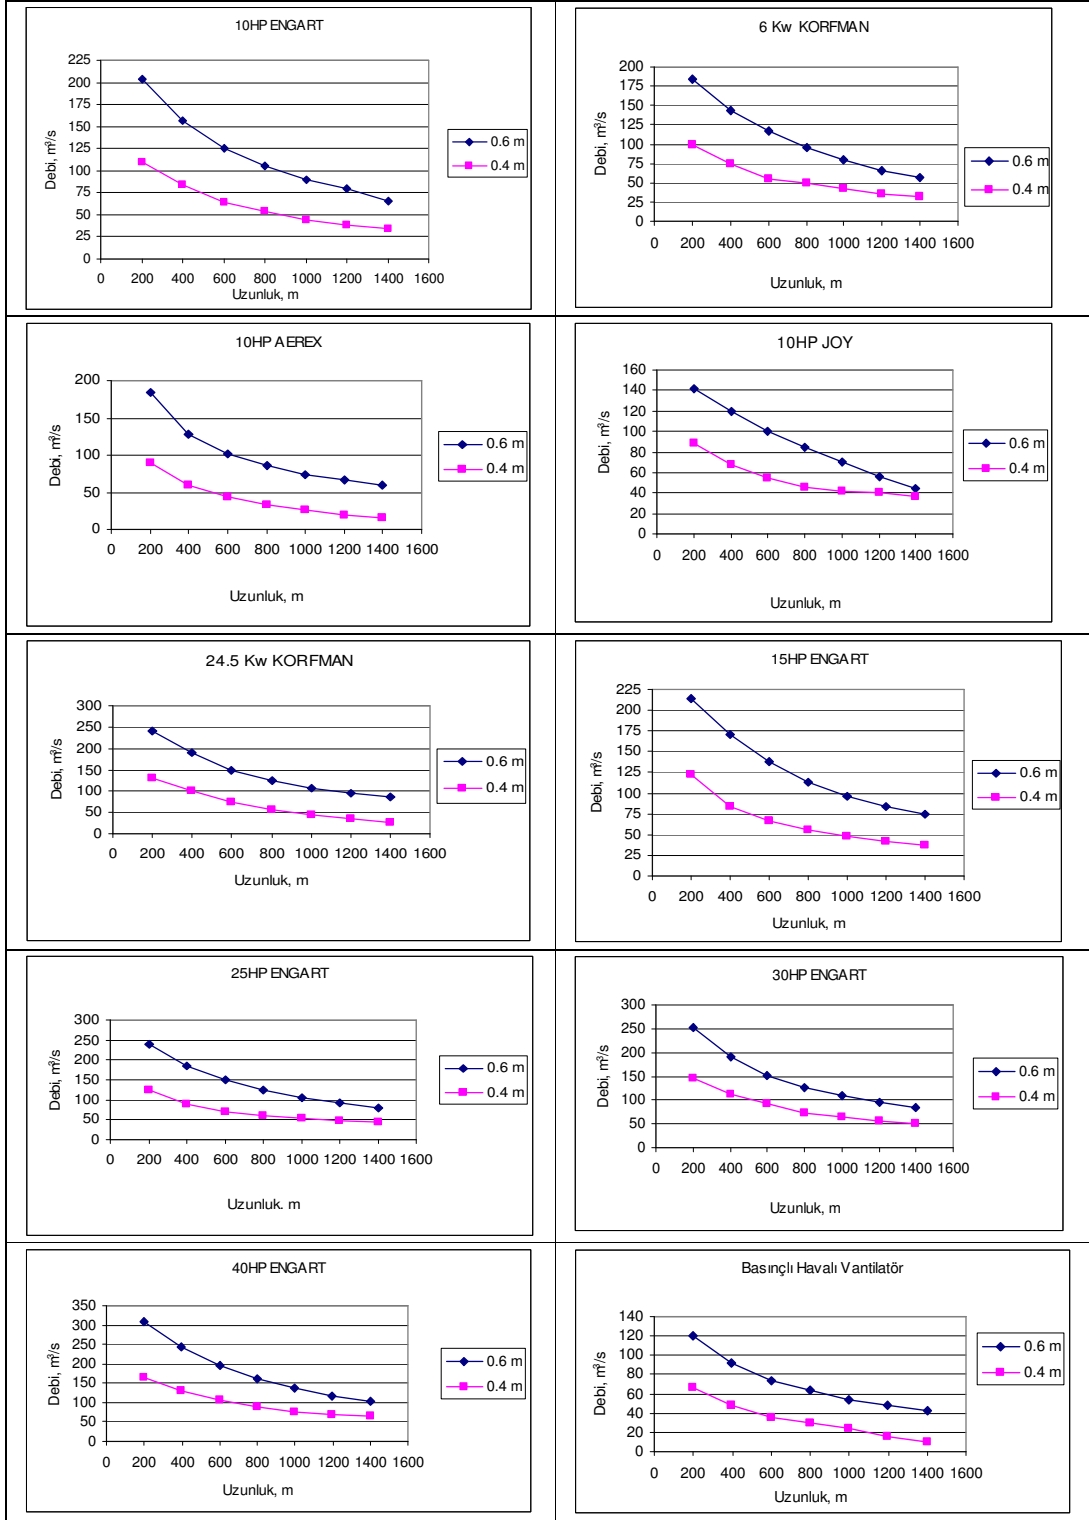 10HP ENGART
Debi, m³/s
225
200
175
150
125
100
75
50
25
0
0 200 400 600 800 1000 1200 1400 1600
Uzunluk, m
0.6 m
0.4 m
6 Kw KORFMAN
Debi, m³/s
200
175
150
125
100
75
50
25
0
0 200 400 600 800 1000 1200 1400 1600
Uzunluk, m
0.6 m
0.4 m
10HP AEREX
Debi, m³/s
200
150
100
50
0
0 200 400 600 800 1000 1200 1400 1600
Uzunluk, m
0.6 m
0.4 m
10HP JOY
Debi, m³/s
160
140
120
100
80
60
40
20
0
0 200 400 600 800 1000 1200 1400 1600
Uzunluk, m
0.6 m
0.4 m
24.5 Kw KORFMAN
Debi, m³/s
300
250
200
150
100
50
0
0 200 400 600 800 1000 1200 1400 1600
Uzunluk, m
0.6 m
0.4 m
15HP ENGART
Debi, m³/s
225
200
175
150
125
100
75
50
25
0
0 200 400 600 800 1000 1200 1400 1600
Uzunluk, m
0.6 m
0.4 m
25HP ENGART
Debi, m³/s
300
250
200
150
100
50
0
0 200 400 600 800 1000 1200 1400 1600
Uzunluk. m
0.6 m
0.4 m
30HP ENGART
Debi, m³/s
300
250
200
150
100
50
0
0 200 400 600 800 1000 1200 1400 1600
Uzunluk, m
0.6 m
0.4 m
40HP ENGART
Debi, m³/s
350
300
250
200
150
100
50
0
0 200 400 600 800 1000 1200 1400 1600
Uzunluk, m
0.6 m
0.4 m
Basınçlı Havalı Vantilatör
Debi, m³/s
140
120
100
80
60
40
20
0
0 200 400 600 800 1000 1200 1400 1600
Uzunluk, m
0.6 m
0.4 m